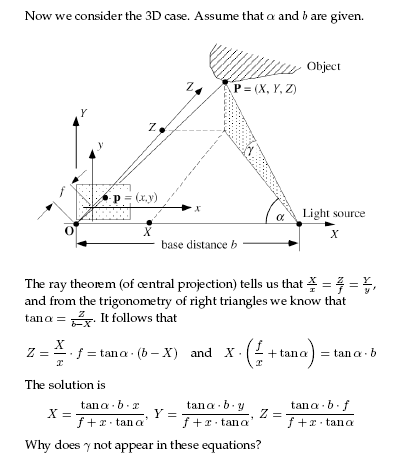 Now we consider the 3D case. Assume that α and b are given.
Object
Z
P = (X, Y, Z)
Y
Z
y
γ
f
p = (x,y)
x
α
Light source
O
X
X
base distance b
The ray theorem (of central projection) tells us that X/x = Z/f = Y/y,
and from the trigonometry of right triangles we know that
tan α = Z/(b−X). It follows that
Z = X/x · f = tan α · (b − X) and X · (f/x + tan α) = tan α · b
The solution is
X = (tan α · b · x)/(f + x · tan α), Y = (tan α · b · y)/(f + x · tan α), Z = (tan α · b · f)/(f + x · tan α)
Why does γ not appear in these equations?